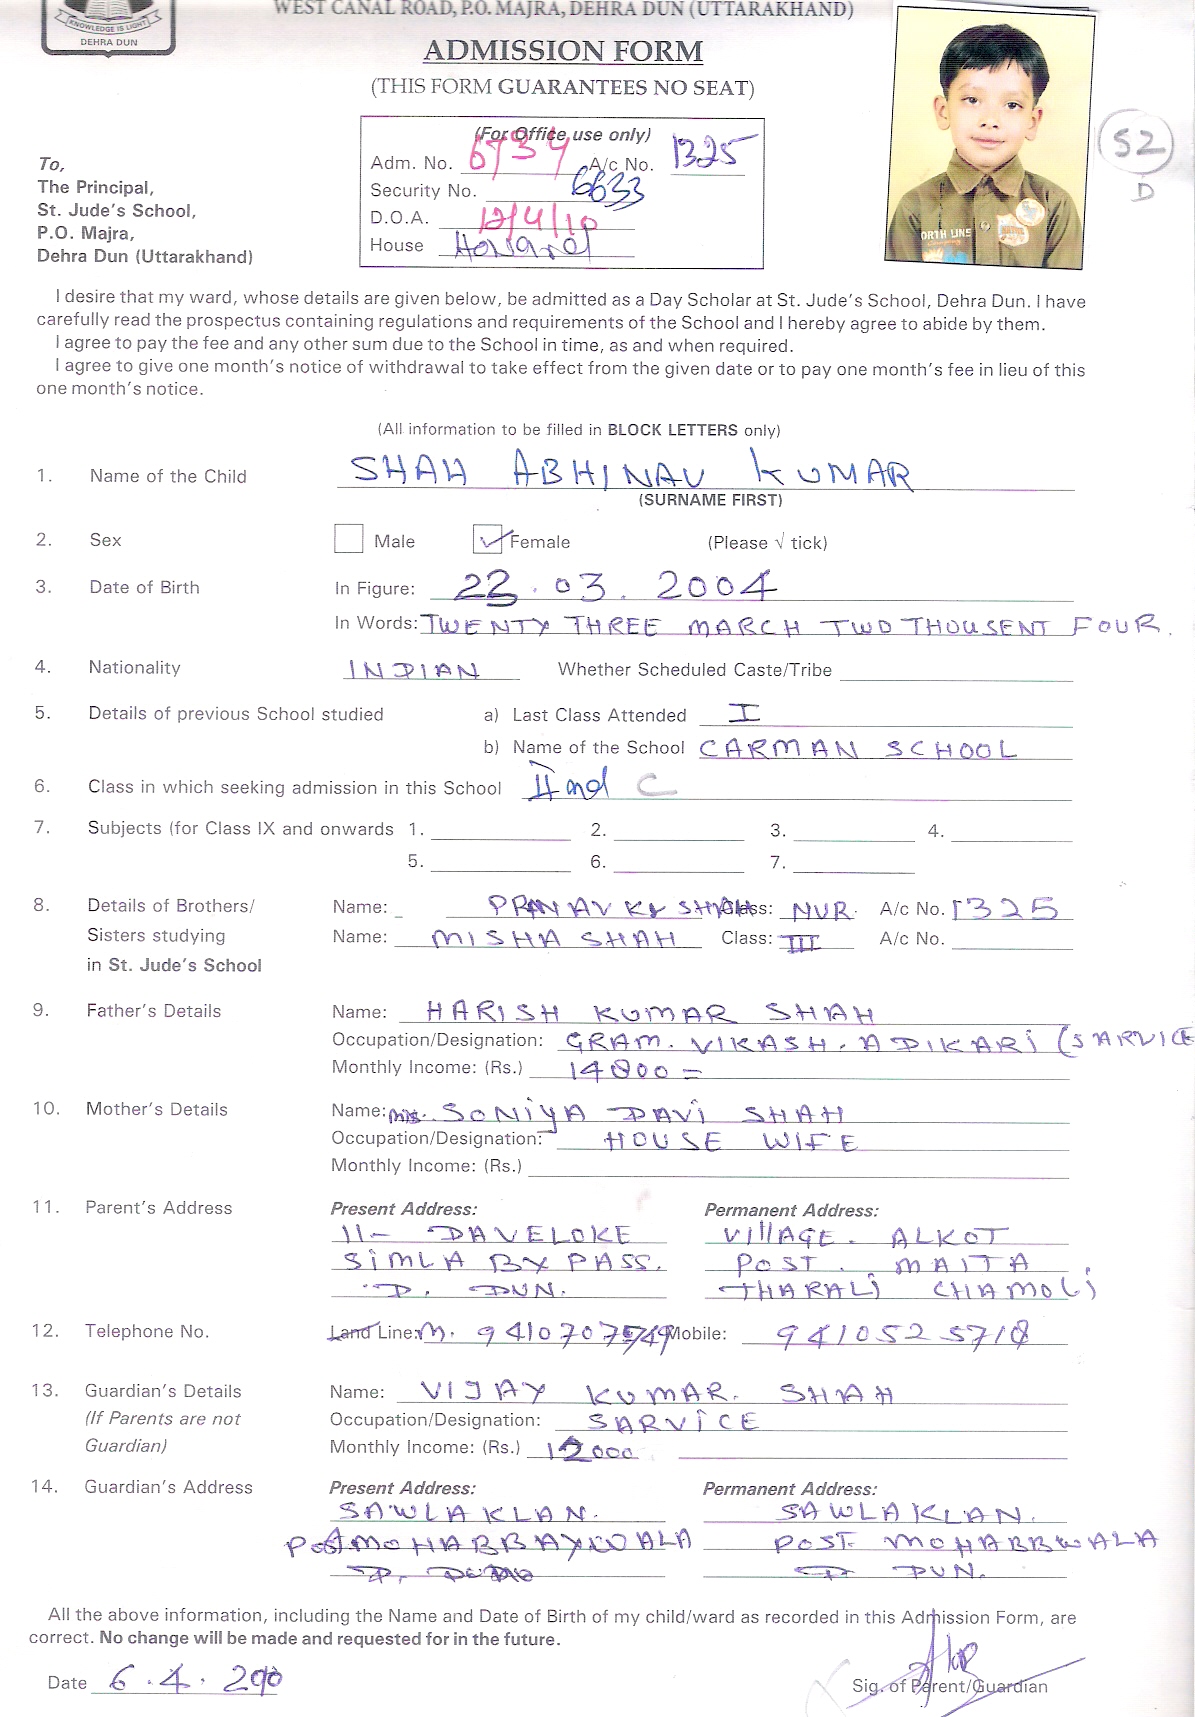 KNOWLEDGE IS LIGHT
DEHRA DUN
WEST CANAL ROAD, P.O. MAJRA, DEHRA DUN (UTTARAKHAND)
ADMISSION FORM
(THIS FORM GUARANTEES NO SEAT)
(For Office use only)
Adm. No. 6734 A/c No. 1325
Security No. 6633
D.O.A. 12/4/10
House
S2
D
To,
The Principal,
St. Jude's School,
P.O. Majra,
Dehra Dun (Uttarakhand)
ORTH LINE
I desire that my ward, whose details are given below, be admitted as a Day Scholar at St. Jude's School, Dehra Dun. I have
carefully read the prospectus containing regulations and requirements of the School and I hereby agree to abide by them.
I agree to pay the fee and any other sum due to the School in time, as and when required.
I agree to give one month's notice of withdrawal to take effect from the given date or to pay one month's fee in lieu of this
one month's notice.
(All information to be filled in BLOCK LETTERS only)
1. Name of the Child SHAH ABHINAV KUMAR
(SURNAME FIRST)
2. Sex Male ✓ Female (Please √ tick)
3. Date of Birth In Figure: 23.03.2004
In Words: TWENTY THREE MARCH TWO THOUSENT FOUR.
4. Nationality INDIAN Whether Scheduled Caste/Tribe
5. Details of previous School studied a) Last Class Attended I
b) Name of the School CARMAN SCHOOL
6. Class in which seeking admission in this School IInd C
7. Subjects (for Class IX and onwards 1. 2. 3. 4.
5. 6. 7.
8. Details of Brothers/ Name: PRANAV KR SHAH Class: NUR. A/c No. 1325
Sisters studying Name: MISHA SHAH Class: III A/c No.
in St. Jude's School
9. Father's Details Name: HARISH KUMAR SHAH
Occupation/Designation: GRAM. VIKASH. ADIKARI (SARVICE
Monthly Income: (Rs.) 14000 =
10. Mother's Details Name: Mrs. SONIYA DAVI SHAH
Occupation/Designation: HOUSE WIFE
Monthly Income: (Rs.)
11. Parent's Address Present Address: Permanent Address:
11- DAVELOKE VIllAGE. ALKOT
SIMLA BY PASS. POST. MAITA
D. DUN. THARALI CHAMOLI
12. Telephone No. Land Line: M. 9410707549 Mobile: 9410525718
13. Guardian's Details Name: VIJAY KUMAR. SHAH
(If Parents are not Occupation/Designation: SARVICE
Guardian) Monthly Income: (Rs.) 12000
14. Guardian's Address Present Address: Permanent Address:
SAWLAKLAN. SAWLAKLAN.
POST MOHABBAYWALA POST. MOHABBWALA
D. DUN D DUN.
All the above information, including the Name and Date of Birth of my child/ward as recorded in this Admission Form, are
correct. No change will be made and requested for in the future.
Date 6.4.2010 Sig. of Parent/Guardian